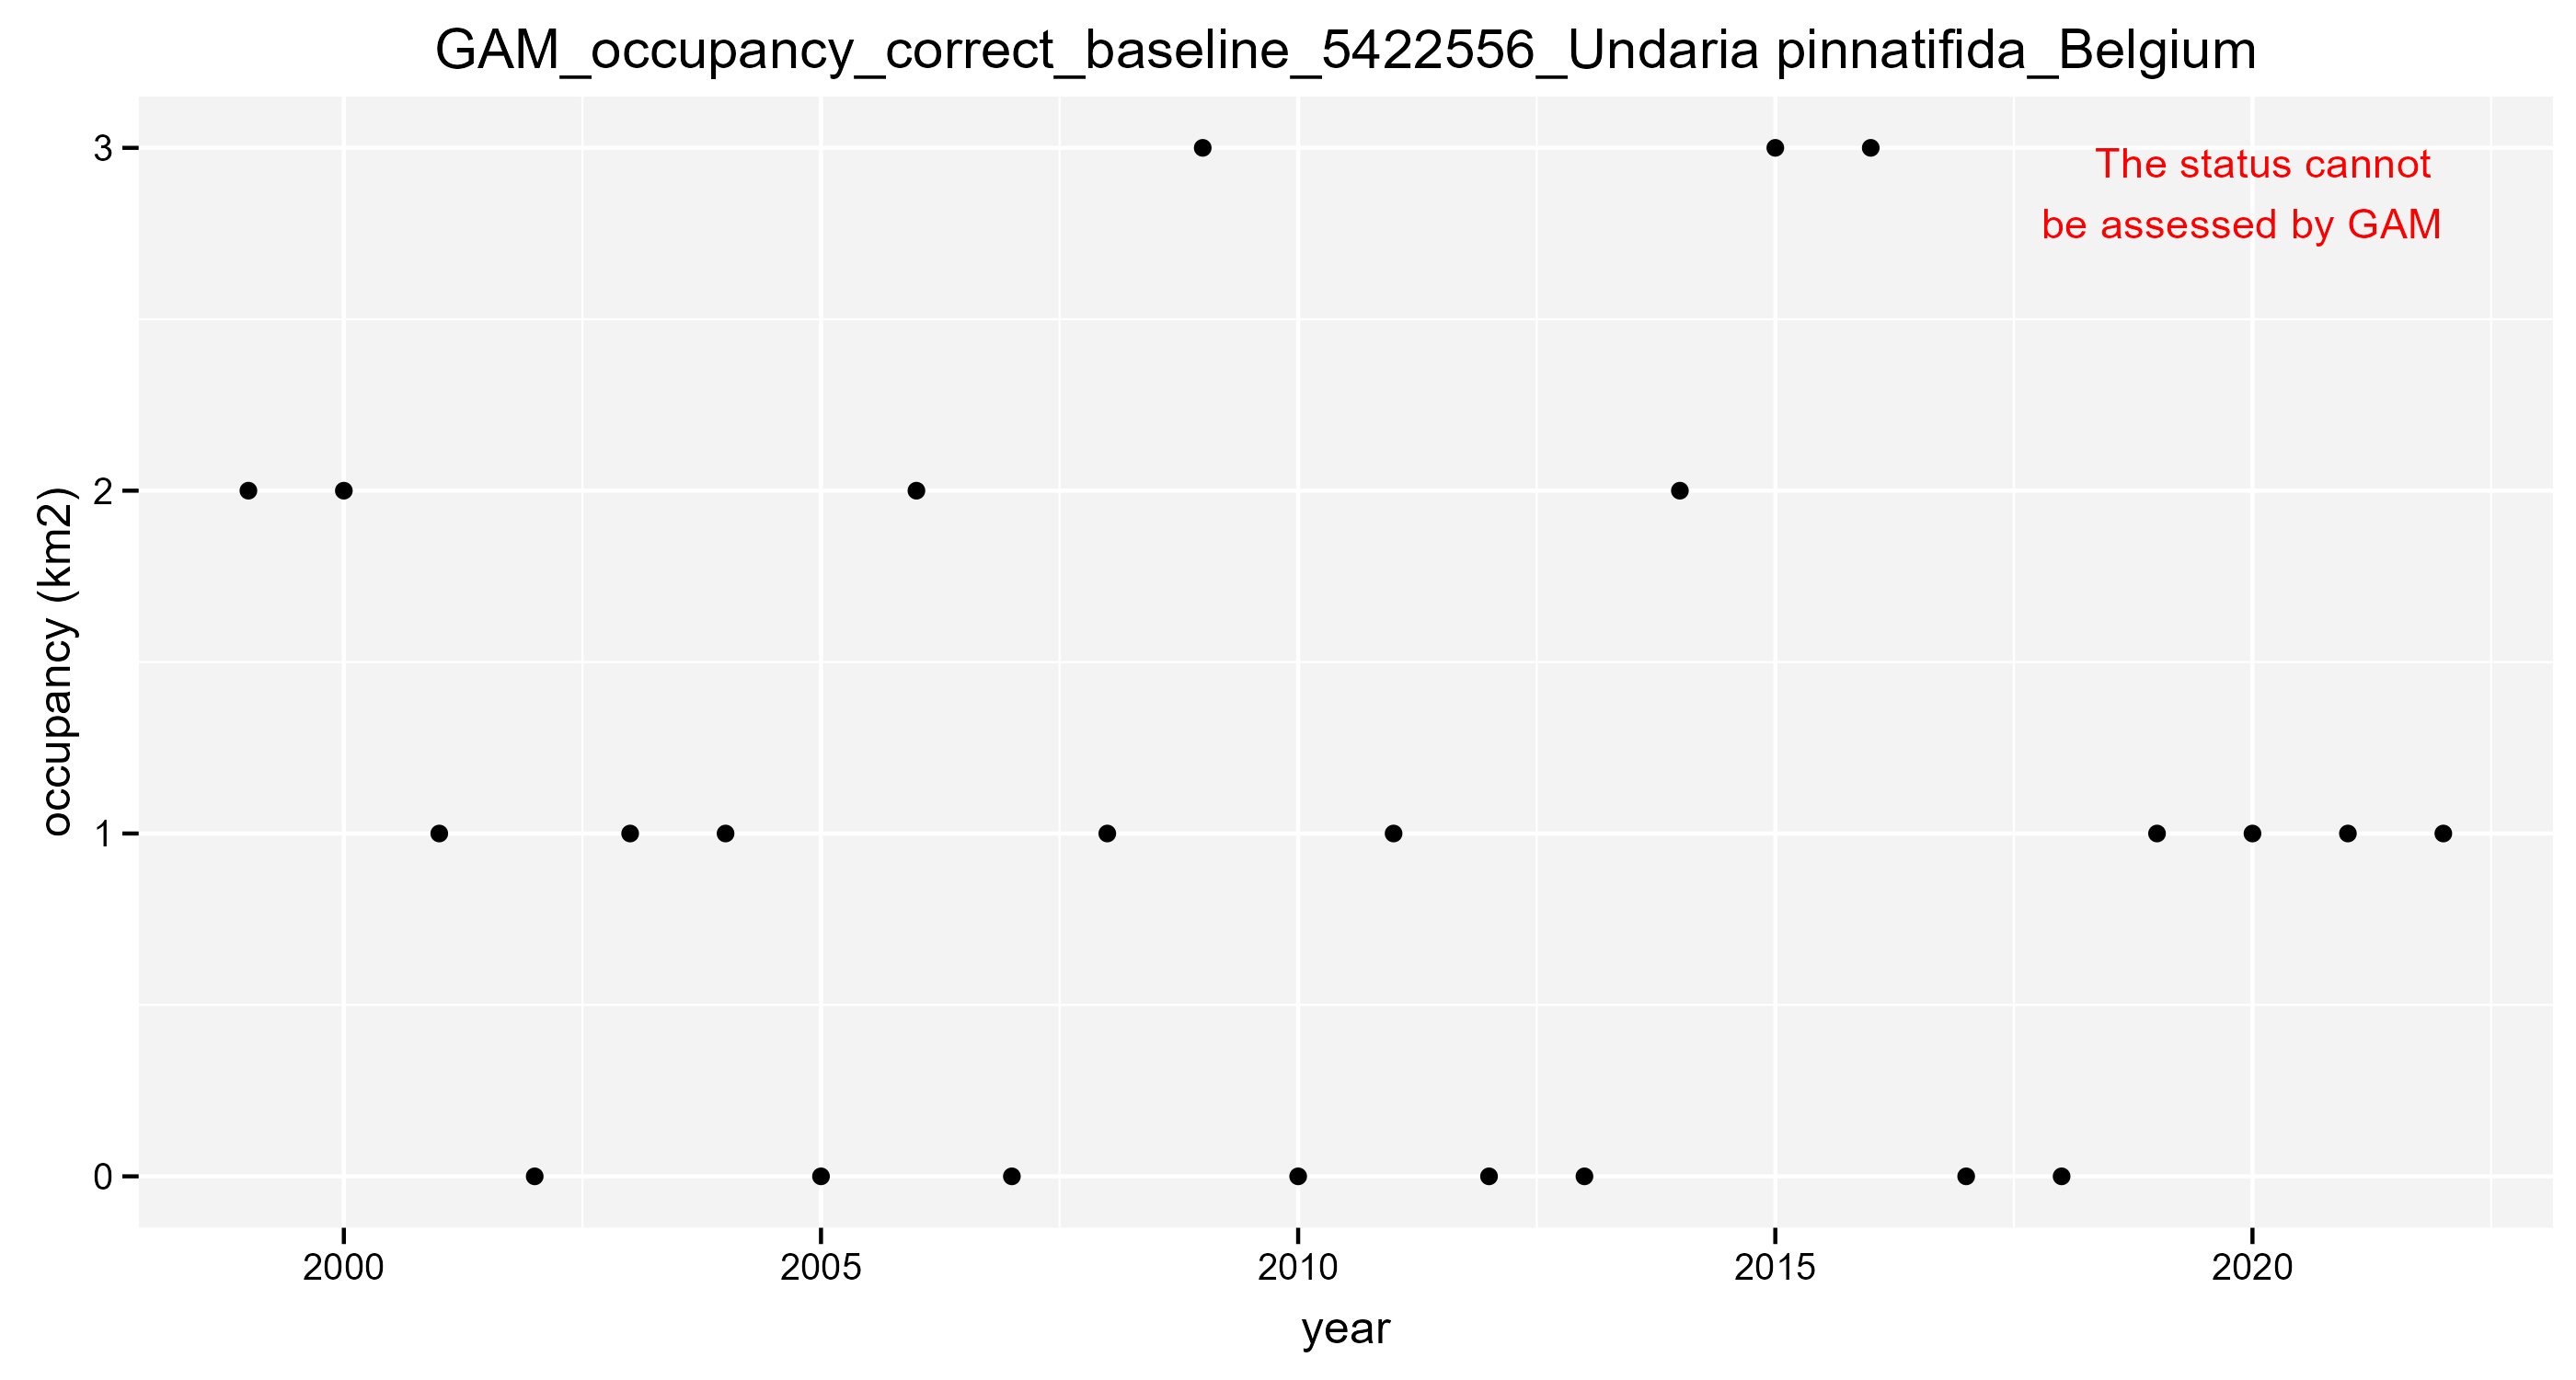 GAM_occupancy_correct_baseline_5422556_Undaria pinnatifida_Belgium
The status cannot
be assessed by GAM
occupancy (km2)
3
2
1
0
2000 2005 2010 2015 2020
year